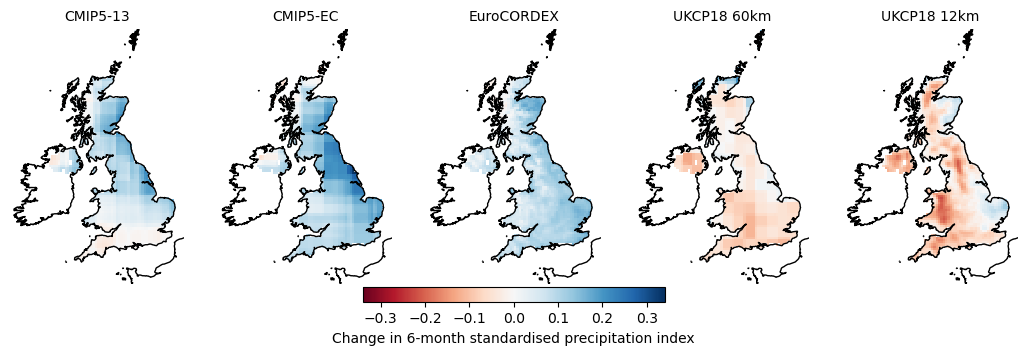 CMIP5-13
CMIP5-EC
EuroCORDEX
UKCP18 60km
UKCP18 12km
−0.3 −0.2 −0.1 0.0 0.1 0.2 0.3
Change in 6-month standardised precipitation index